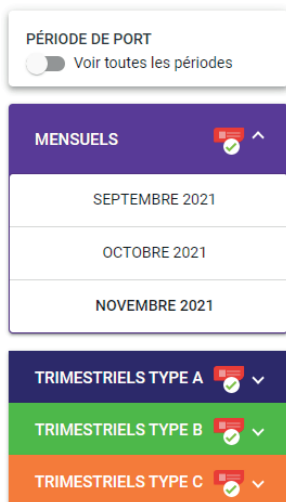 PÉRIODE DE PORT
Voir toutes les périodes
MENSUELS
SEPTEMBRE 2021
OCTOBRE 2021
NOVEMBRE 2021
TRIMESTRIELS TYPE A
TRIMESTRIELS TYPE B
TRIMESTRIELS TYPE C